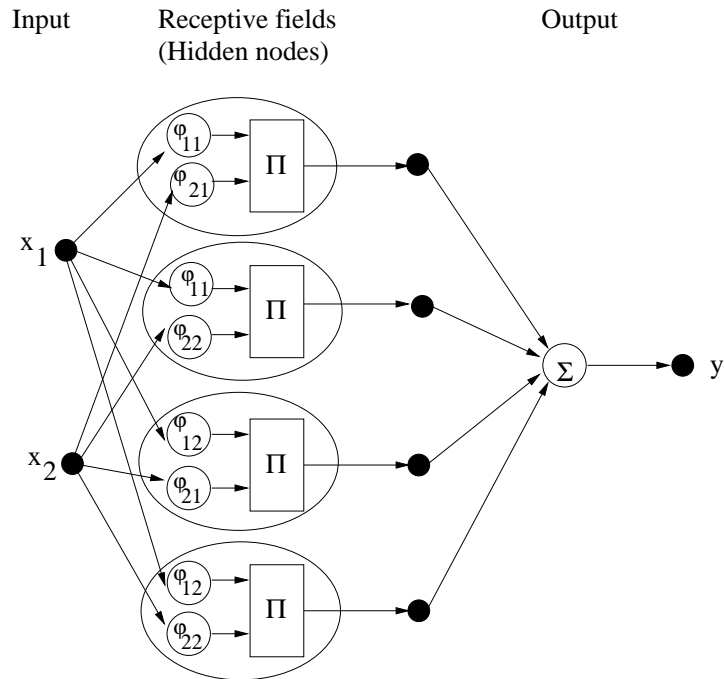 Input
Receptive fields
(Hidden nodes)
Output
φ11
φ21
Π
x1
φ11
φ22
Π
Σ
y
φ12
φ21
Π
x2
φ12
φ22
Π